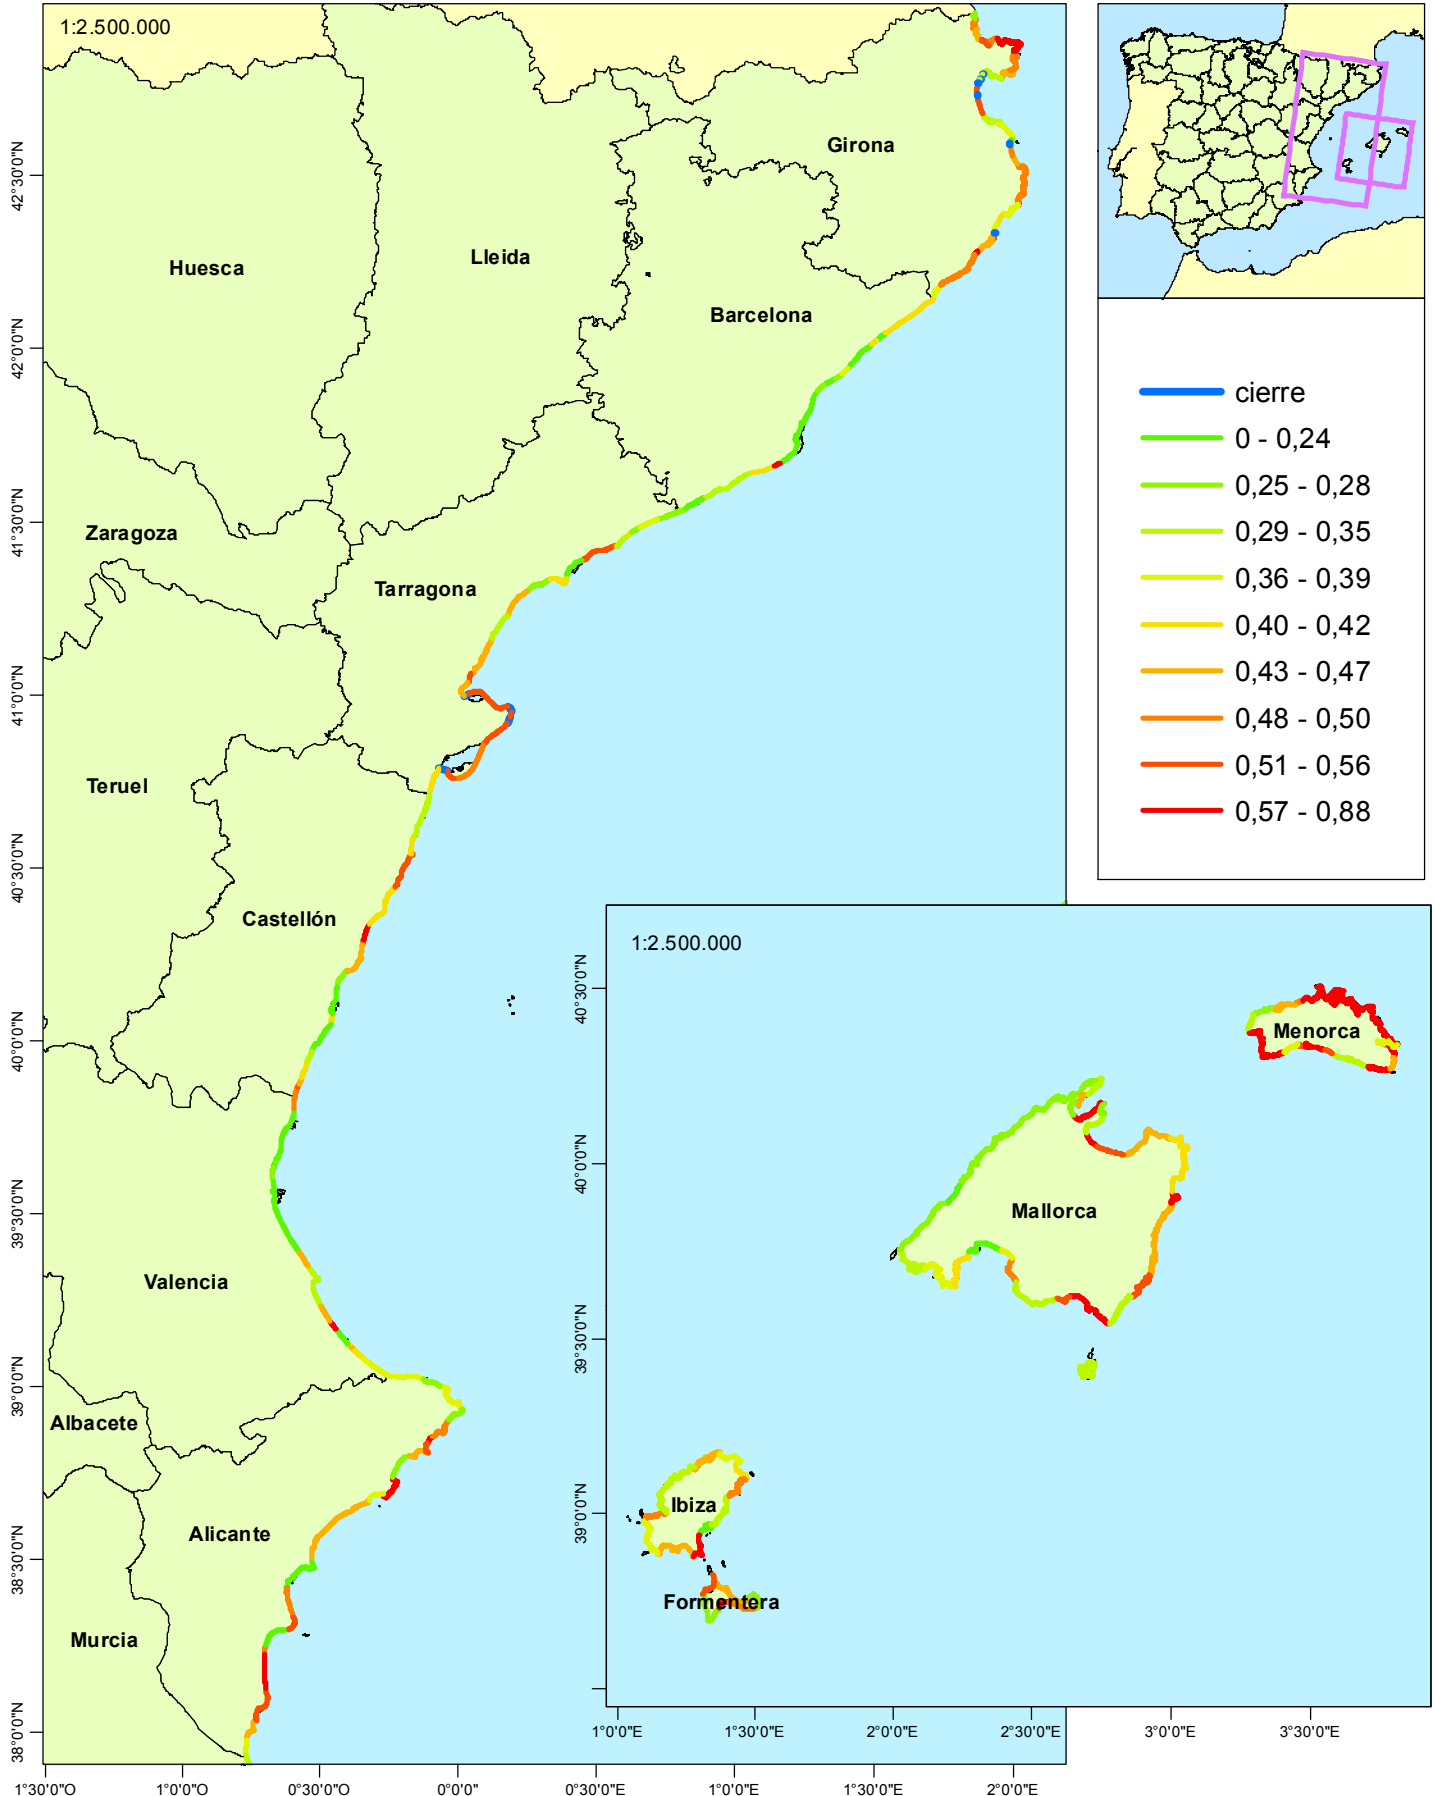 1:2.500.000
Girona
Lleida
Huesca
Barcelona
Zaragoza
Tarragona
Teruel
Castellón
Valencia
Albacete
Alicante
Murcia
42°30'0"N
42°0'0"N
41°30'0"N
41°0'0"N
40°30'0"N
40°0'0"N
39°30'0"N
39°0'0"N
38°30'0"N
38°0'0"N
1°30'0"O
1°0'0"O
0°30'0"O
0°0'0"
0°30'0"E
1°0'0"E
1°30'0"E
2°0'0"E
cierre
0 - 0,24
0,25 - 0,28
0,29 - 0,35
0,36 - 0,39
0,40 - 0,42
0,43 - 0,47
0,48 - 0,50
0,51 - 0,56
0,57 - 0,88
1:2.500.000
Menorca
Mallorca
Ibiza
Formentera
40°30'0"N
40°0'0"N
39°30'0"N
39°0'0"N
1°0'0"E
1°30'0"E
2°0'0"E
2°30'0"E
3°0'0"E
3°30'0"E